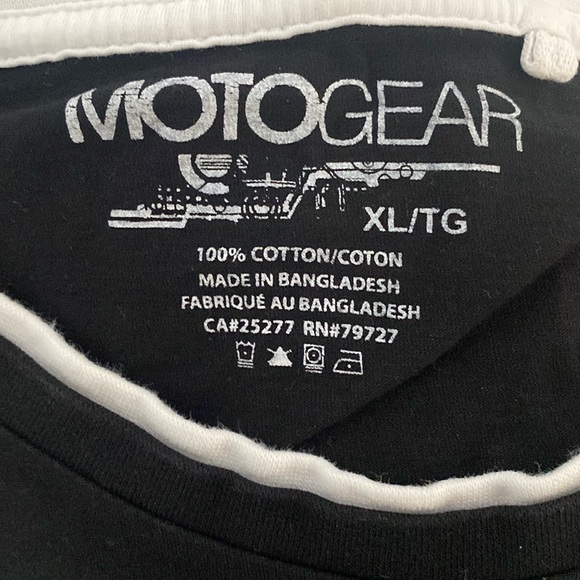 MOTOGEAR
XL/TG
100% COTTON/COTON
MADE IN BANGLADESH
FABRIQUÉ AU BANGLADESH
CA#25277 RN#79727